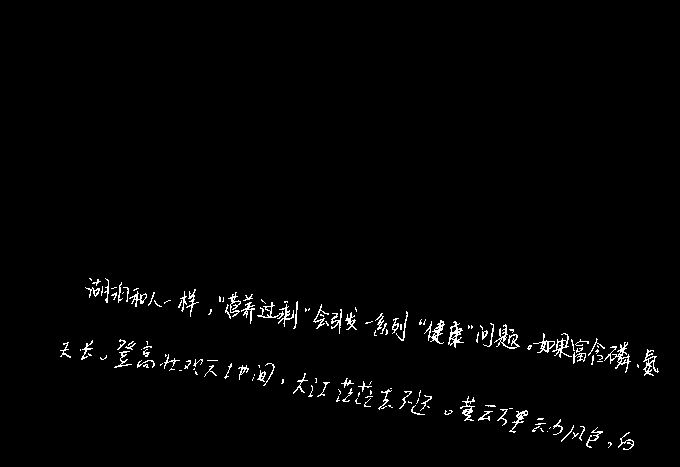 湖泊和人一样，“营养过剩”会引发一系列“健康”问题。如果富含磷、氮
天长。登高壮观天地间，大江茫茫去不还。黄云万里动风色，白